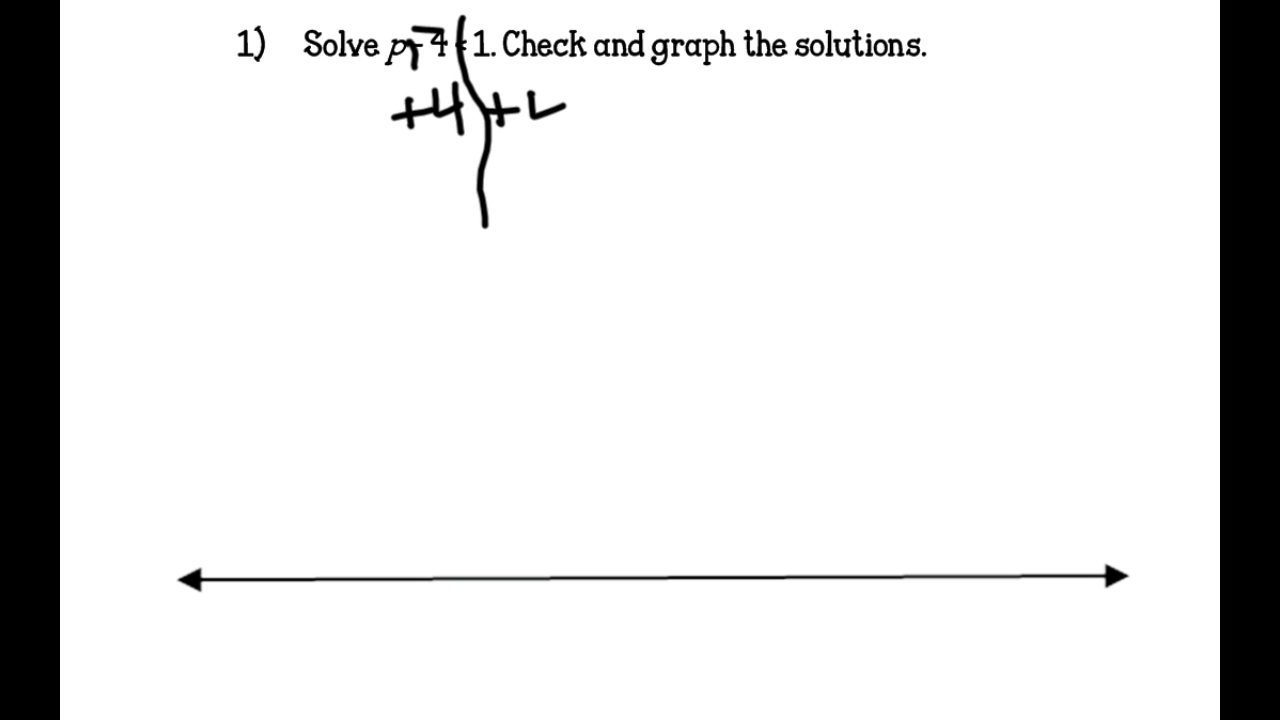 1) Solve p - 4 < 1. Check and graph the solutions.
+4 +